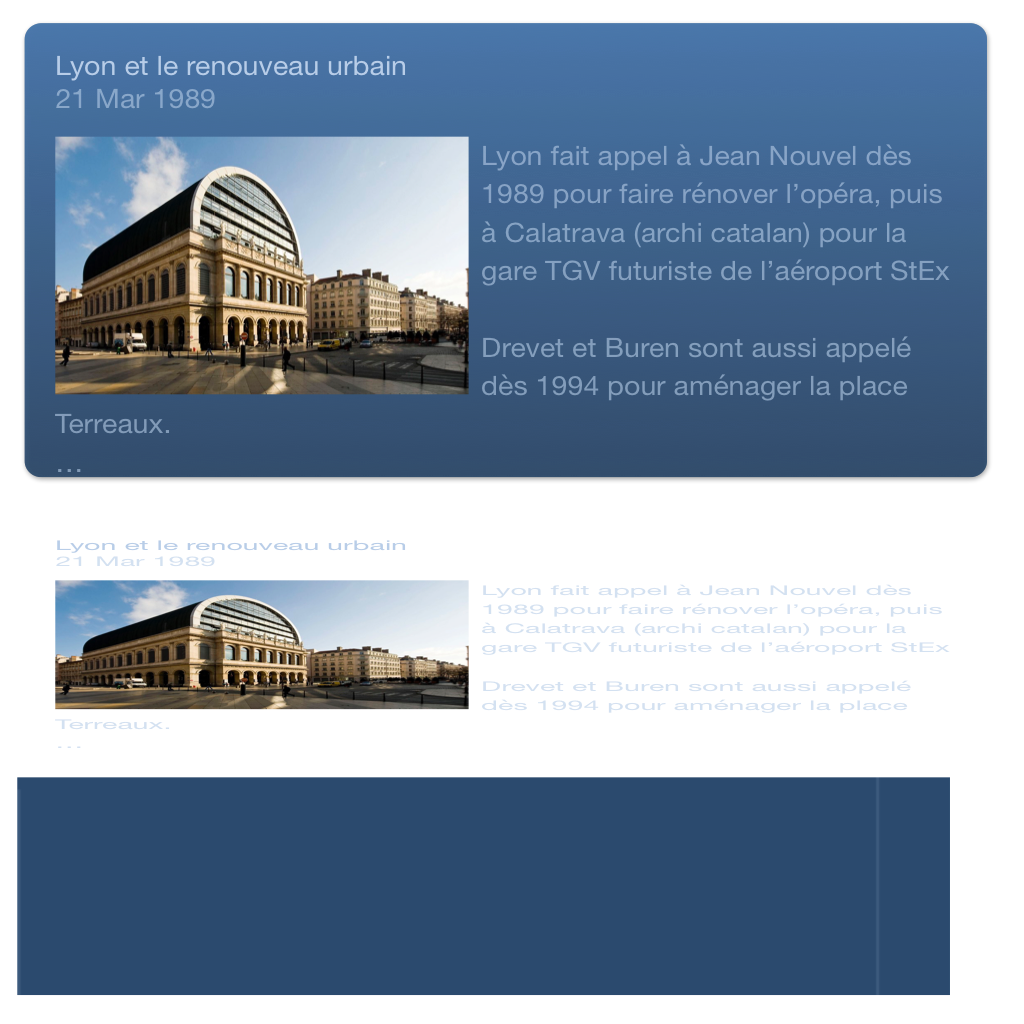 Lyon et le renouveau urbain
21 Mar 1989
Lyon fait appel à Jean Nouvel dès
1989 pour faire rénover l’opéra, puis
à Calatrava (archi catalan) pour la
gare TGV futuriste de l’aéroport StEx
Drevet et Buren sont aussi appelé
dès 1994 pour aménager la place
Terreaux.
...
Lyon et le renouveau urbain
21 Mar 1989
Lyon fait appel à Jean Nouvel dès
1989 pour faire rénover l’opéra, puis
à Calatrava (archi catalan) pour la
gare TGV futuriste de l’aéroport StEx
Drevet et Buren sont aussi appelé
dès 1994 pour aménager la place
Terreaux.
...